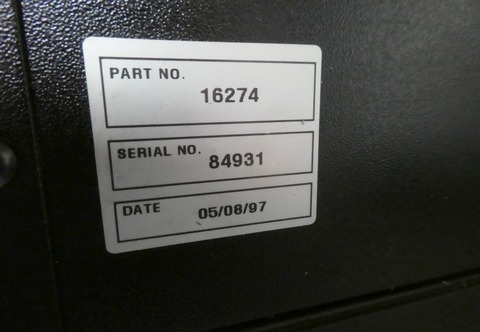 PART NO.
16274
SERIAL NO.
84931
DATE 05/08/97